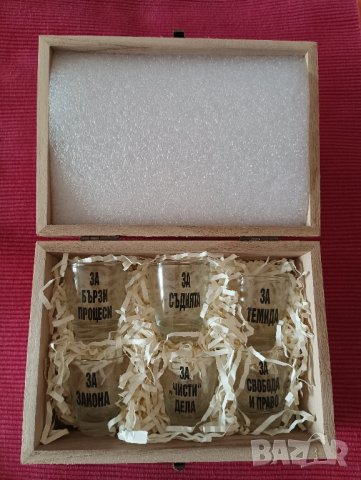 ЗА
БЪРЗИ
ПРОЦЕСИ
ЗА
СЪДИЯТА
ЗА
ТЕМИДА
ЗА
ЗАКОНА
ЗА
„ЧИСТИ"
ДЕЛА
ЗА
СВОБОДА
И ПРАВО
BAZAR